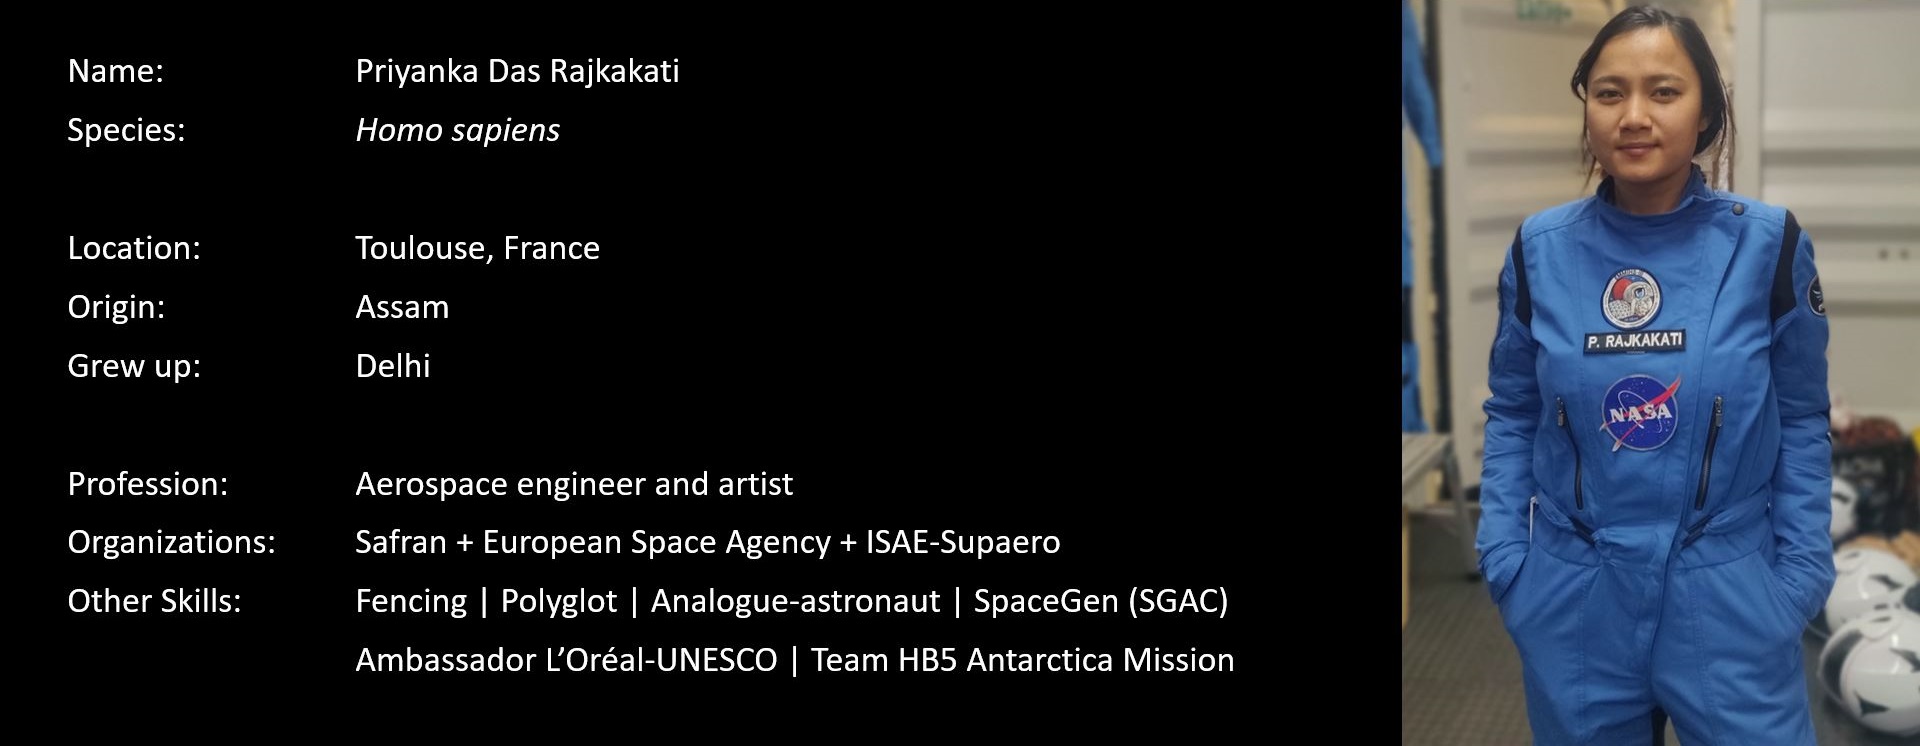 Name: Priyanka Das Rajkakati
Species: Homo sapiens
Location: Toulouse, France
Origin: Assam
Grew up: Delhi
Profession: Aerospace engineer and artist
Organizations: Safran + European Space Agency + ISAE-Supaero
Other Skills: Fencing | Polyglot | Analogue-astronaut | SpaceGen (SGAC)
Ambassador L’Oréal-UNESCO | Team HB5 Antarctica Mission
P. RAJKAKATI
NASA